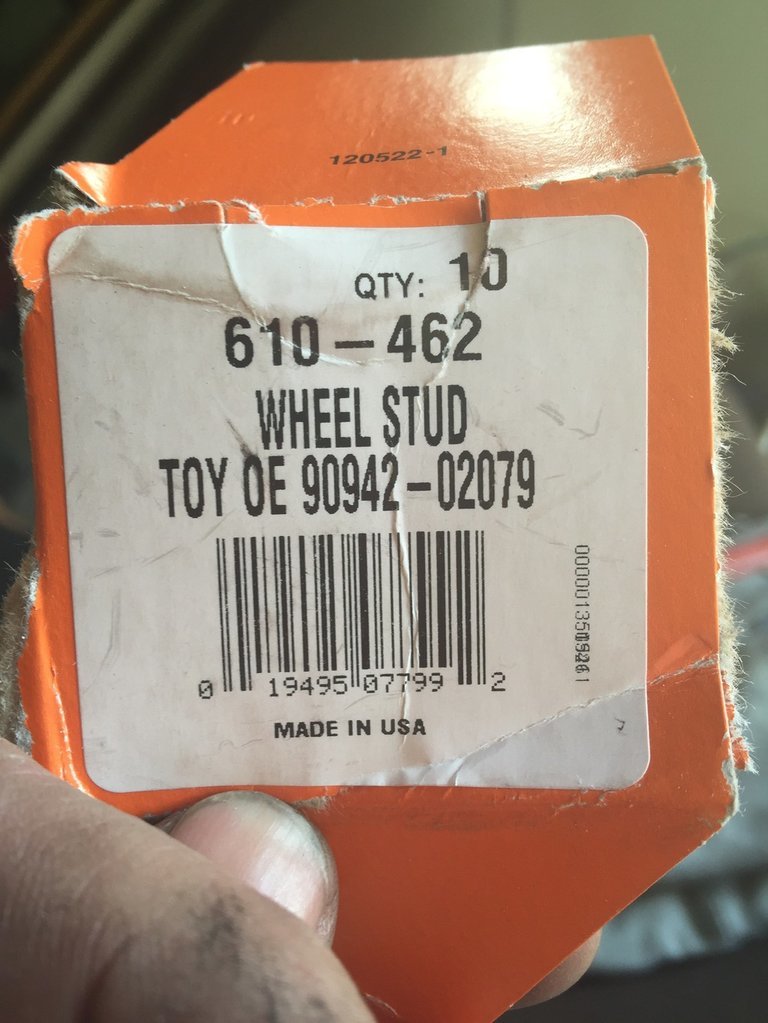 120522-1
QTY: 10
610-462
WHEEL STUD
TOY OE 90942-02079
0 19495 07799 2
MADE IN USA